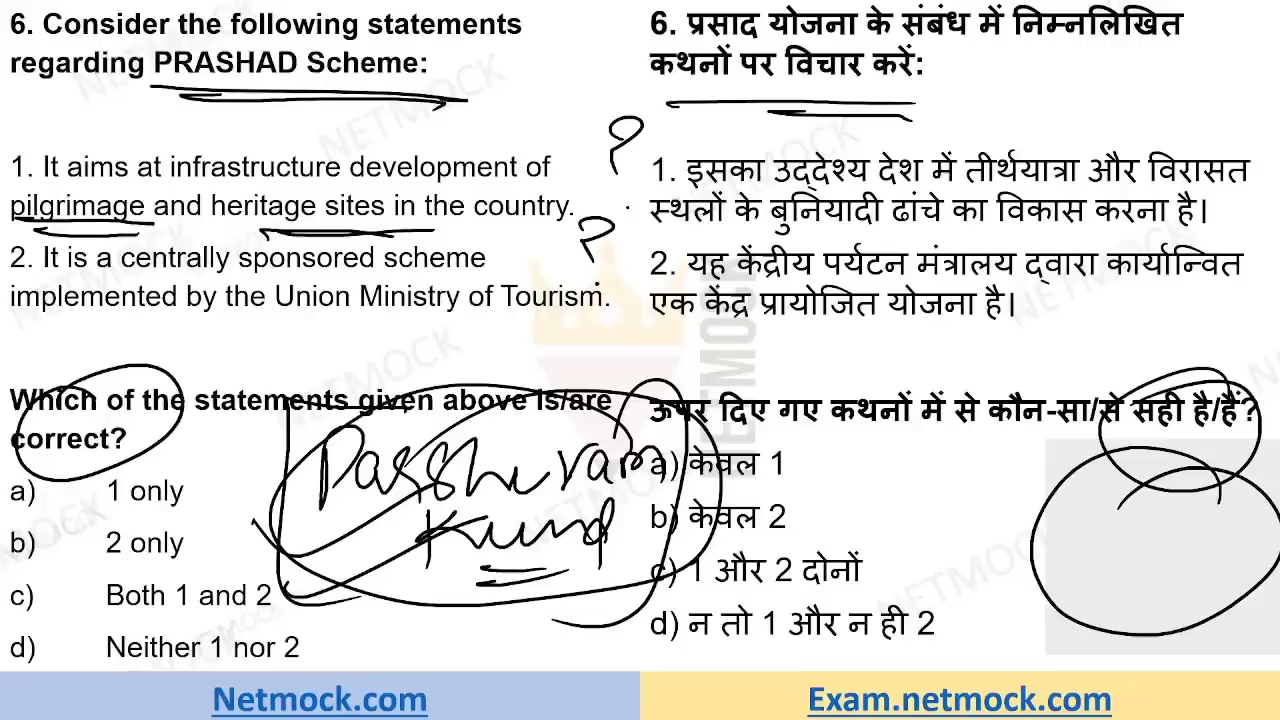 6. Consider the following statements
regarding PRASHAD Scheme:
1. It aims at infrastructure development of
pilgrimage and heritage sites in the country.
2. It is a centrally sponsored scheme
implemented by the Union Ministry of Tourism.
Which of the statements given above is/are
correct?
a) 1 only
b) 2 only
c) Both 1 and 2
d) Neither 1 nor 2
Kund
6. प्रसाद योजना के संबंध में निम्नलिखित
कथनों पर विचार करें:
1. इसका उद्देश्य देश में तीर्थयात्रा और विरासत
स्थलों के बुनियादी ढांचे का विकास करना है।
2. यह केंद्रीय पर्यटन मंत्रालय द्वारा कार्यान्वित
एक केंद्र प्रायोजित योजना है।
ऊपर दिए गए कथनों में से कौन-सा/से सही है/हैं?
a) केवल 1
b) केवल 2
c) 1 और 2 दोनों
d) न तो 1 और न ही 2
NETMOCK
Netmock.com
Exam.netmock.com